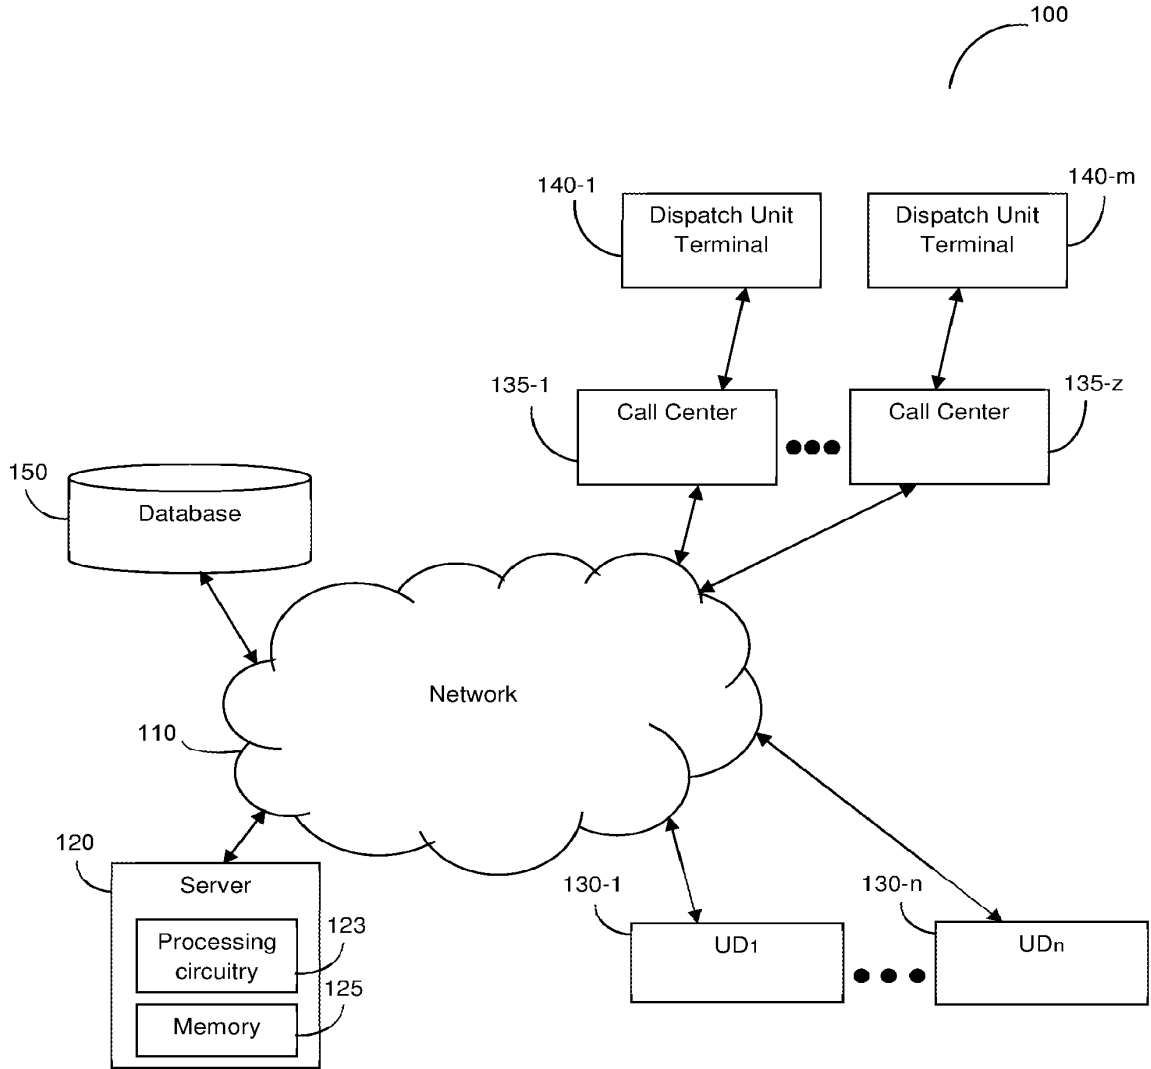 100
140-1
Dispatch Unit
Terminal
140-m
Dispatch Unit
Terminal
135-1
Call Center
135-z
Call Center
150
Database
Network
110
120
Server
123
Processing
circuitry
125
Memory
130-1
UD1
130-n
UDn